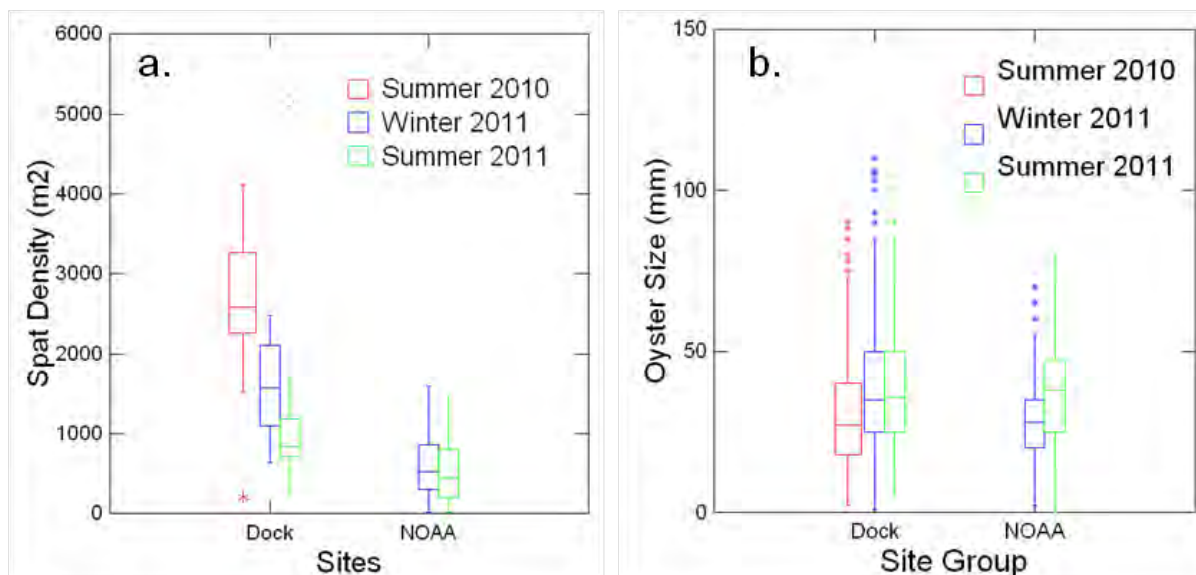 a.
Summer 2010
Winter 2011
Summer 2011
6000
5000
4000
3000
2000
1000
0
Spat Density (m2)
Dock NOAA
Sites
b.
Summer 2010
Winter 2011
Summer 2011
150
100
50
0
Oyster Size (mm)
Dock NOAA
Site Group